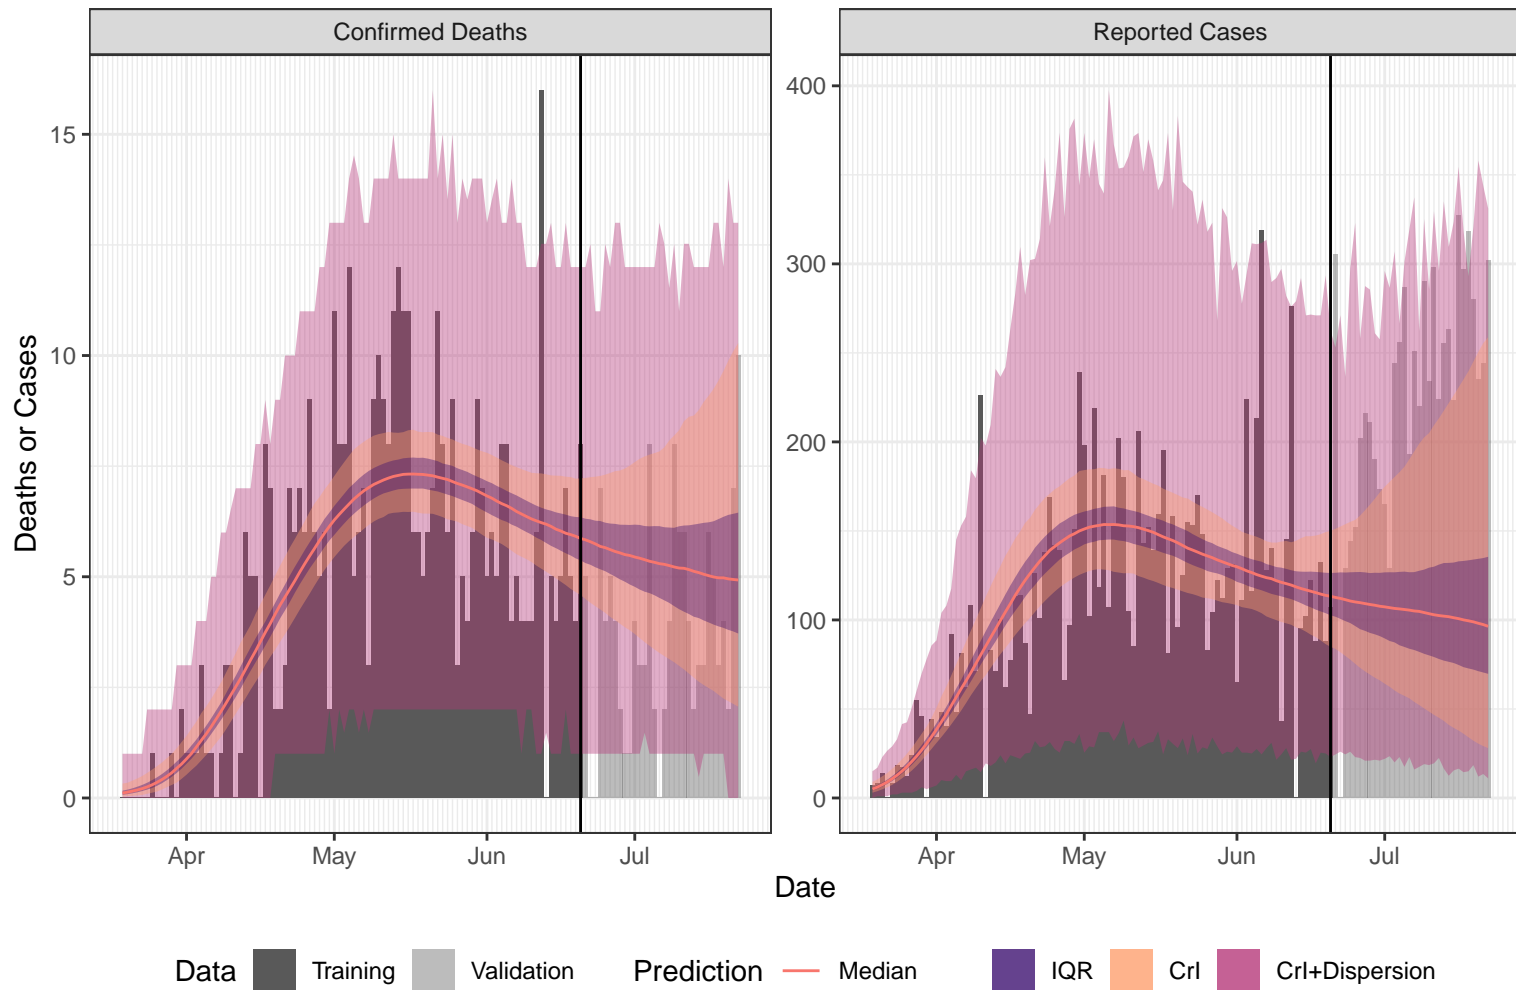 Confirmed Deaths
Reported Cases
Deaths or Cases
15
10
5
0
400
300
200
100
0
Apr May Jun Jul
Apr May Jun Jul
Date
Data Training Validation Prediction Median IQR CrI CrI+Dispersion